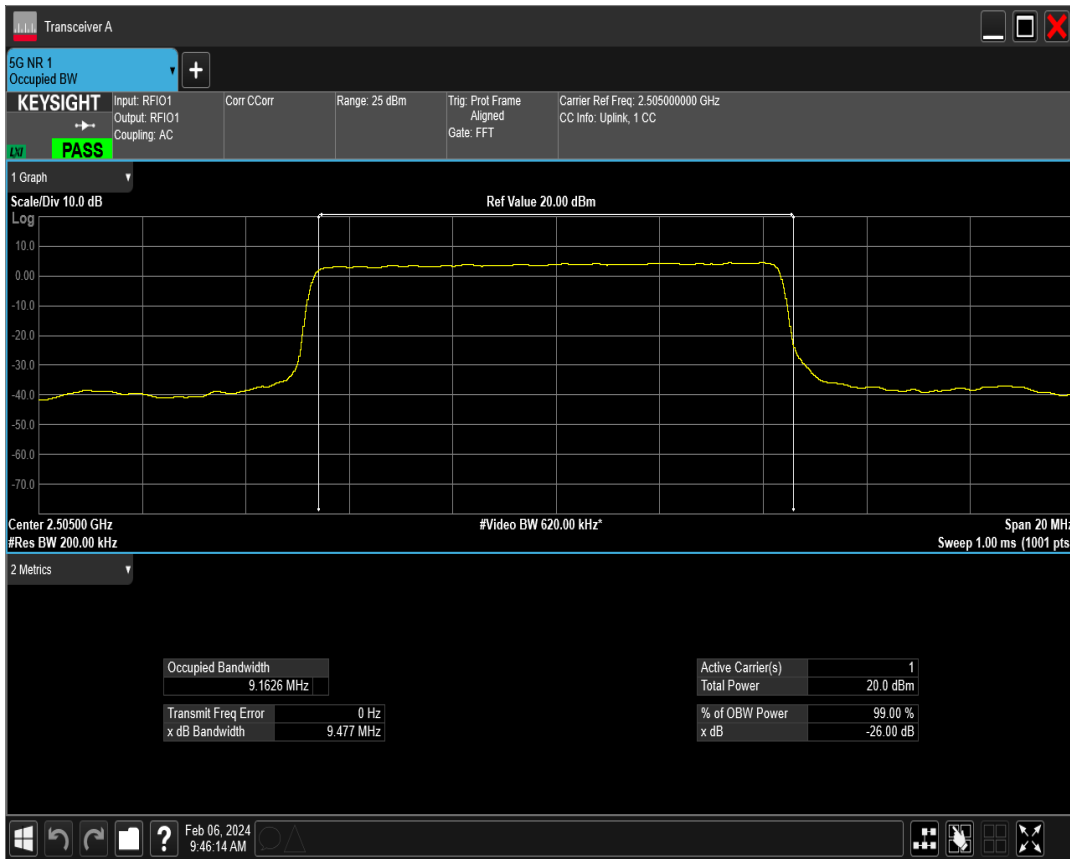 Transceiver A
5G NR 1
Occupied BW
+
KEYSIGHT
LXI
PASS
Input: RFIO1
Output: RFIO1
Coupling: AC
Corr CCorr
Range: 25 dBm
Trig: Prot Frame
Aligned
Gate: FFT
Carrier Ref Freq: 2.505000000 GHz
CC Info: Uplink, 1 CC
1 Graph
Scale/Div 10.0 dB
Ref Value 20.00 dBm
Log
10.0
0.00
-10.0
-20.0
-30.0
-40.0
-50.0
-60.0
-70.0
Center 2.50500 GHz
#Video BW 620.00 kHz*
Span 20 MHz
#Res BW 200.00 kHz
Sweep 1.00 ms (1001 pts
2 Metrics
Occupied Bandwidth
9.1626 MHz
Transmit Freq Error 0 Hz
x dB Bandwidth 9.477 MHz
Active Carrier(s) 1
Total Power 20.0 dBm
% of OBW Power 99.00 %
x dB -26.00 dB
?
Feb 06, 2024
9:46:14 AM